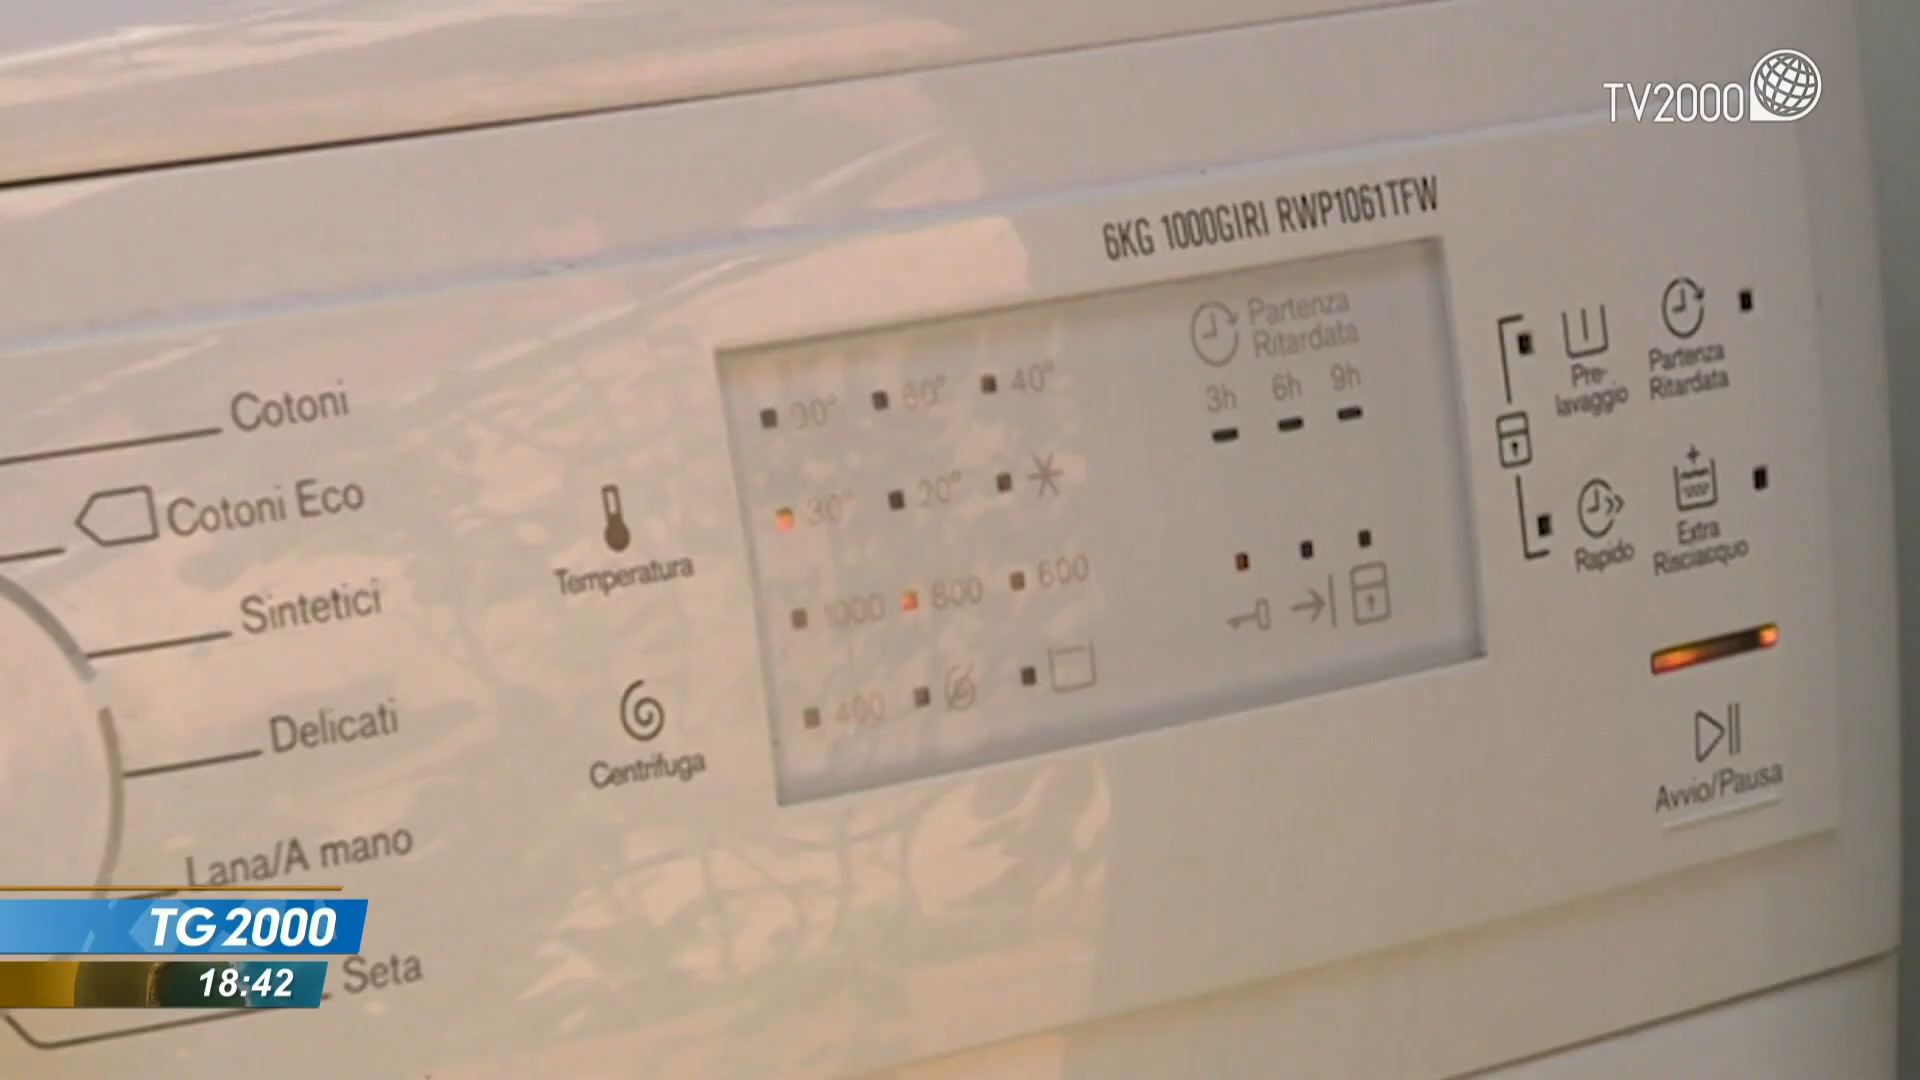 TV2000
6KG 1000GIRI RWP1061TFW
Cotoni
Cotoni Eco
Sintetici
Delicati
Lana/A mano
Seta
Temperatura
Centrifuga
90° 60° 40°
30° 20°
1000 800 600
400
Partenza
Ritardata
3h 6h 9h
Pre-
lavaggio
Partenza
Ritardata
Rapido
Extra
Risciacquo
Avvio/Pausa
TG 2000
18:42